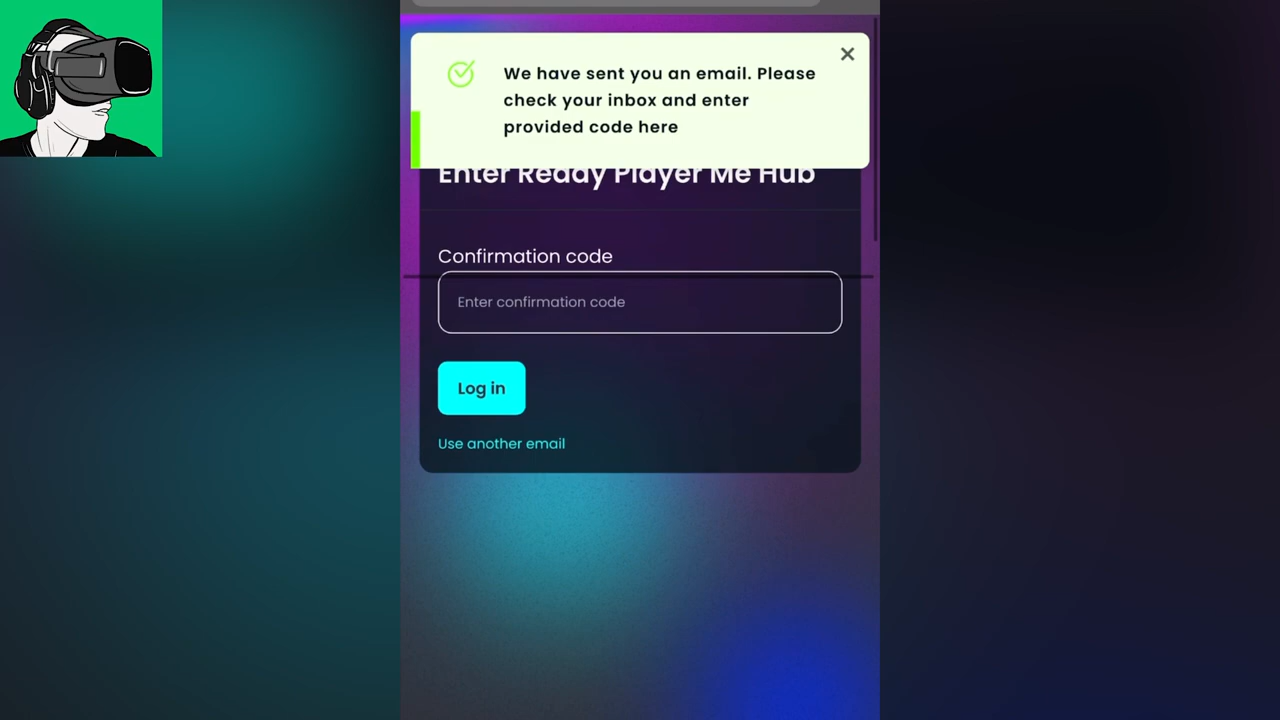 We have sent you an email. Please
check your inbox and enter
provided code here
Enter Ready Player Me Hub
Confirmation code
Enter confirmation code
Log in
Use another email